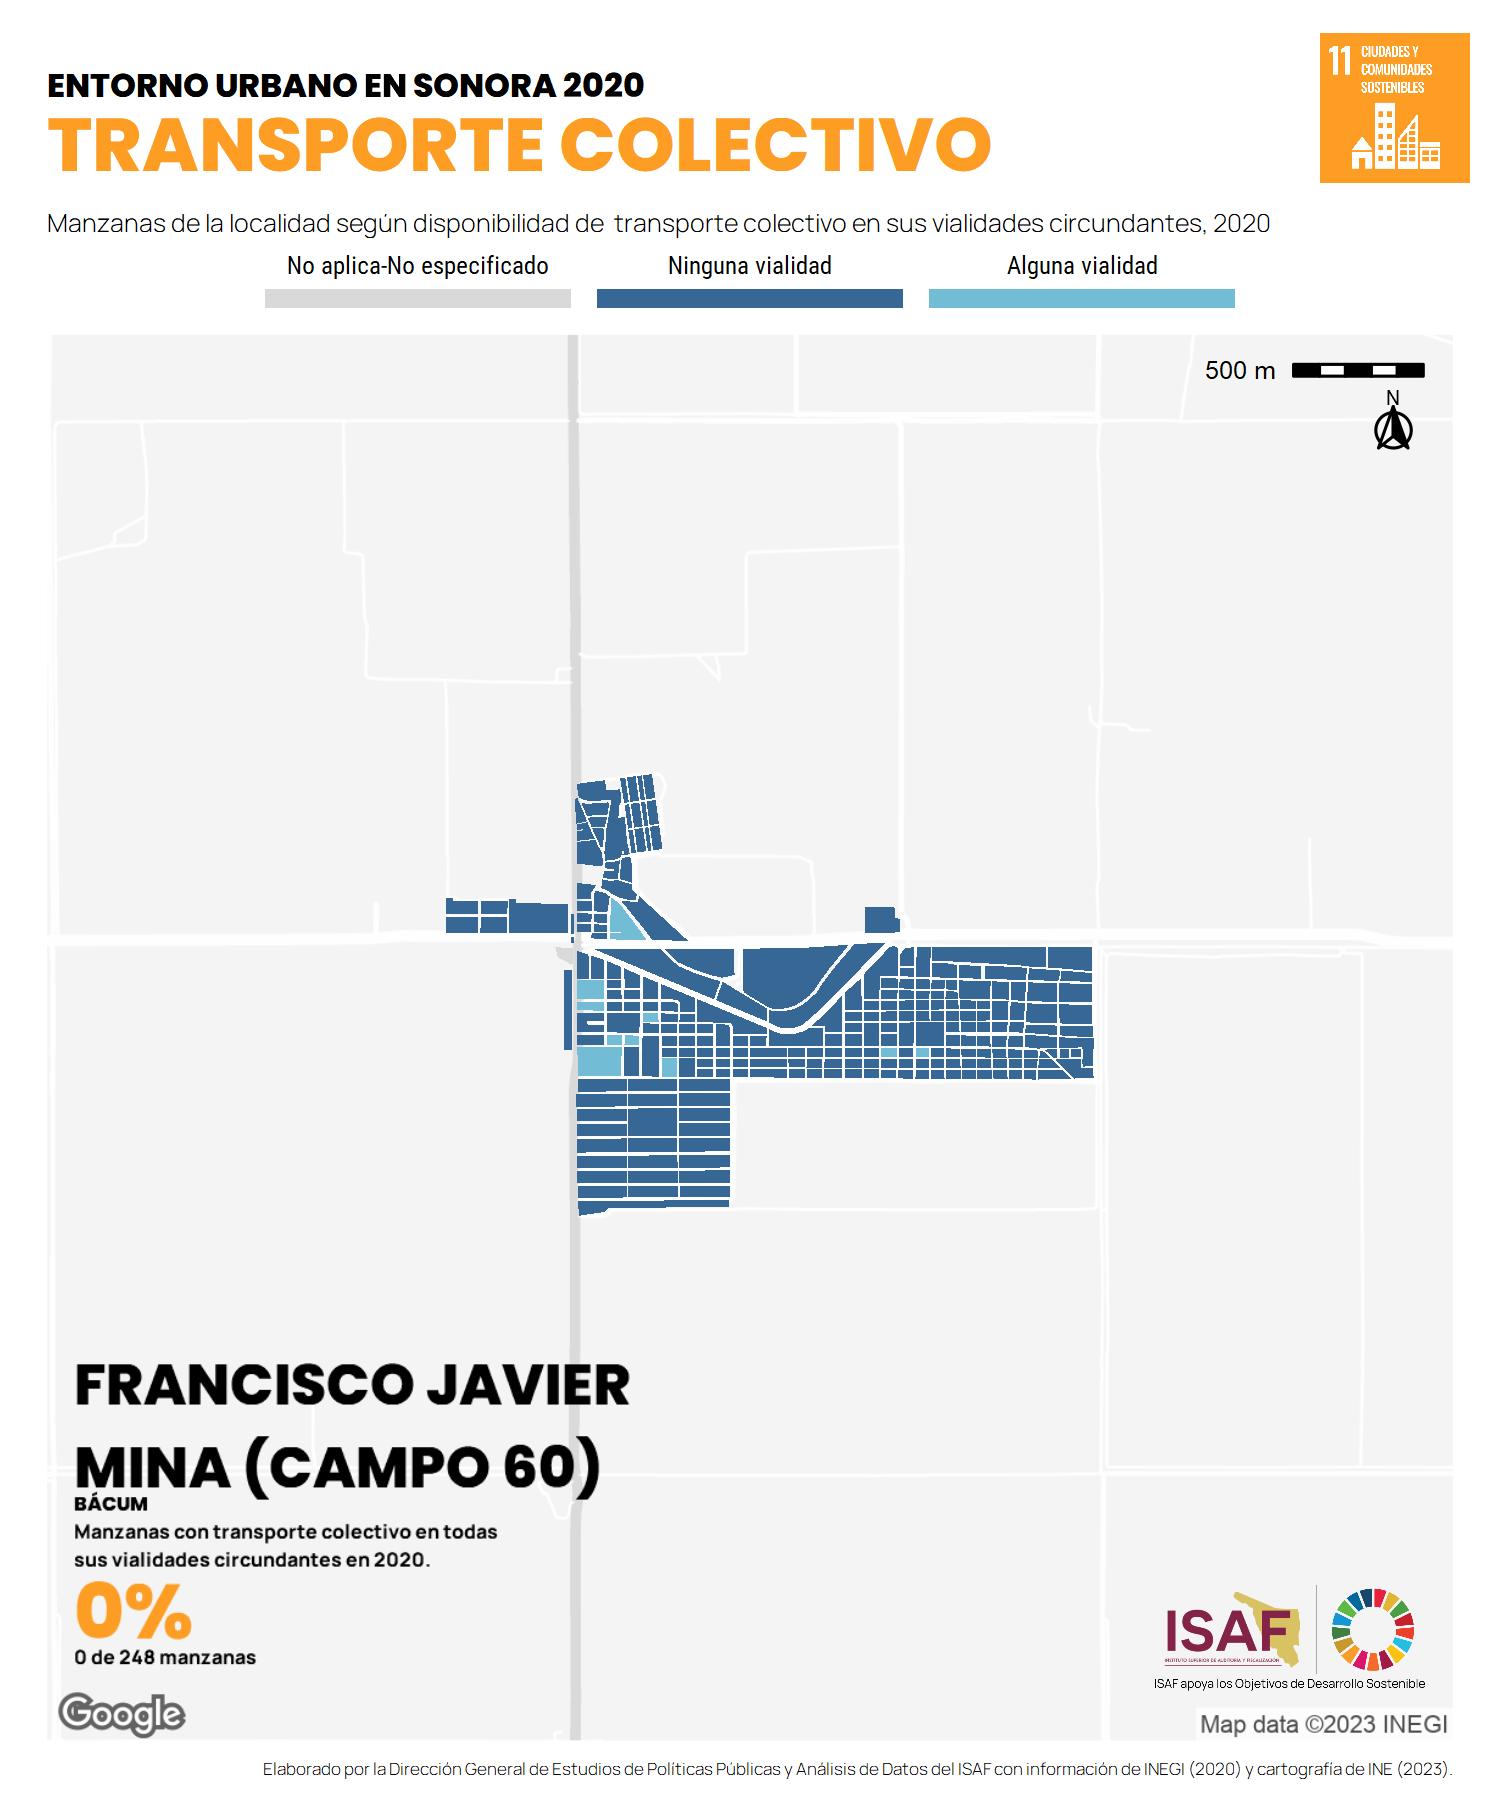 ENTORNO URBANO EN SONORA 2020
TRANSPORTE COLECTIVO
11 CIUDADES Y
COMUNIDADES
SOSTENIBLES
Manzanas de la localidad según disponibilidad de transporte colectivo en sus vialidades circundantes, 2020
No aplica-No especificado
Ninguna vialidad
Alguna vialidad
500 m
N
FRANCISCO JAVIER
MINA (CAMPO 60)
BÁCUM
Manzanas con transporte colectivo en todas
sus vialidades circundantes en 2020.
0%
0 de 248 manzanas
ISAF
INSTITUTO SUPERIOR DE AUDITORÍA Y FISCALIZACIÓN
ISAF apoya los Objetivos de Desarrollo Sostenible
Google
Map data ©2023 INEGI
Elaborado por la Dirección General de Estudios de Políticas Públicas y Análisis de Datos del ISAF con información de INEGI (2020) y cartografía de INE (2023).